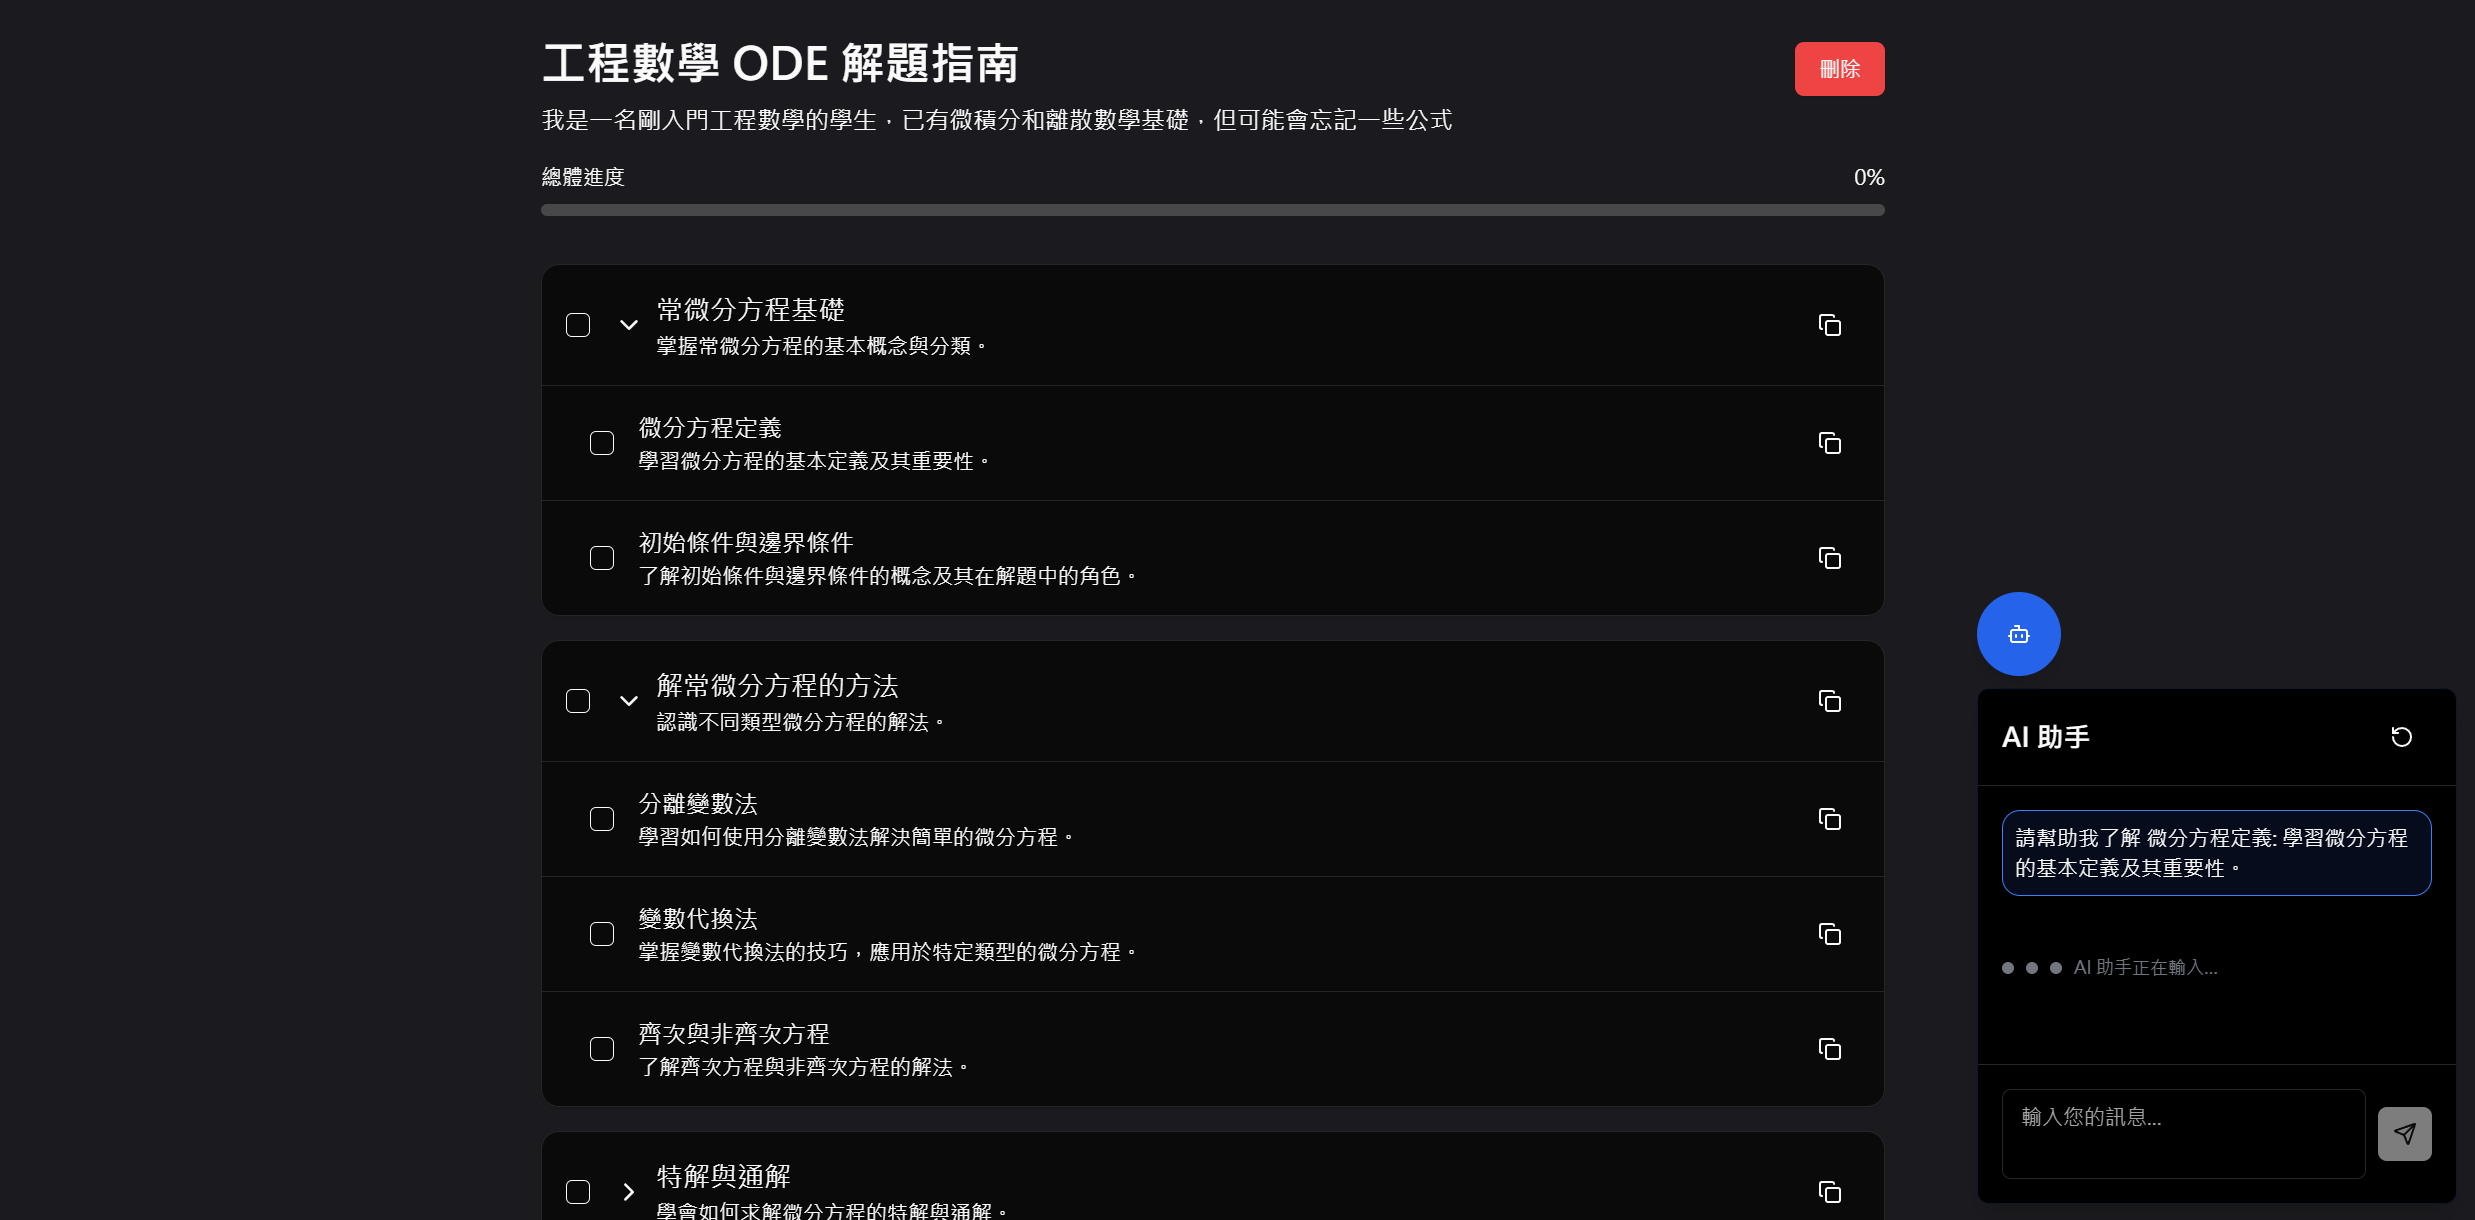 工程數學 ODE 解題指南
刪除
我是一名剛入門工程數學的學生，已有微積分和離散數學基礎，但可能會忘記一些公式
總體進度
0%
常微分方程基礎
掌握常微分方程的基本概念與分類。
微分方程定義
學習微分方程的基本定義及其重要性。
初始條件與邊界條件
了解初始條件與邊界條件的概念及其在解題中的角色。
解常微分方程的方法
認識不同類型微分方程的解法。
分離變數法
學習如何使用分離變數法解決簡單的微分方程。
變數代換法
掌握變數代換法的技巧，應用於特定類型的微分方程。
齊次與非齊次方程
了解齊次方程與非齊次方程的解法。
特解與通解
學會如何求解微分方程的特解與通解。
AI 助手
請幫助我了解 微分方程定義: 學習微分方程
的基本定義及其重要性。
AI 助手正在輸入...
輸入您的訊息...